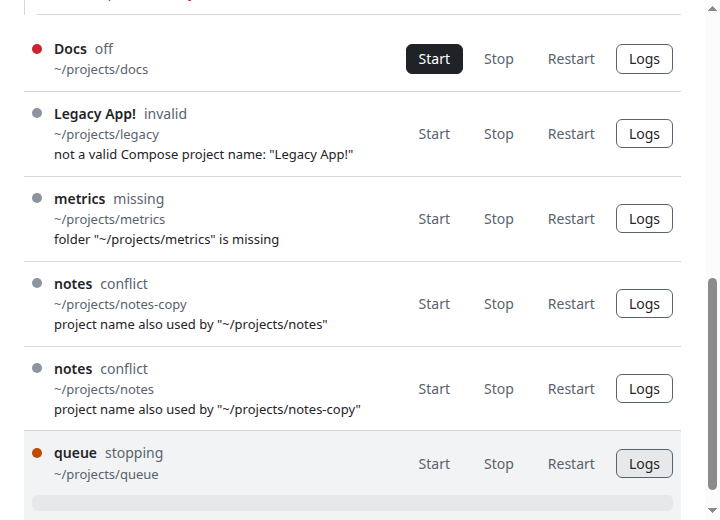 Docs off
~/projects/docs
Start Stop Restart Logs
Legacy App! invalid
~/projects/legacy
not a valid Compose project name: "Legacy App!"
Start Stop Restart Logs
metrics missing
~/projects/metrics
folder "~/projects/metrics" is missing
Start Stop Restart Logs
notes conflict
~/projects/notes-copy
project name also used by "~/projects/notes"
Start Stop Restart Logs
notes conflict
~/projects/notes
project name also used by "~/projects/notes-copy"
Start Stop Restart Logs
queue stopping
~/projects/queue
Start Stop Restart Logs